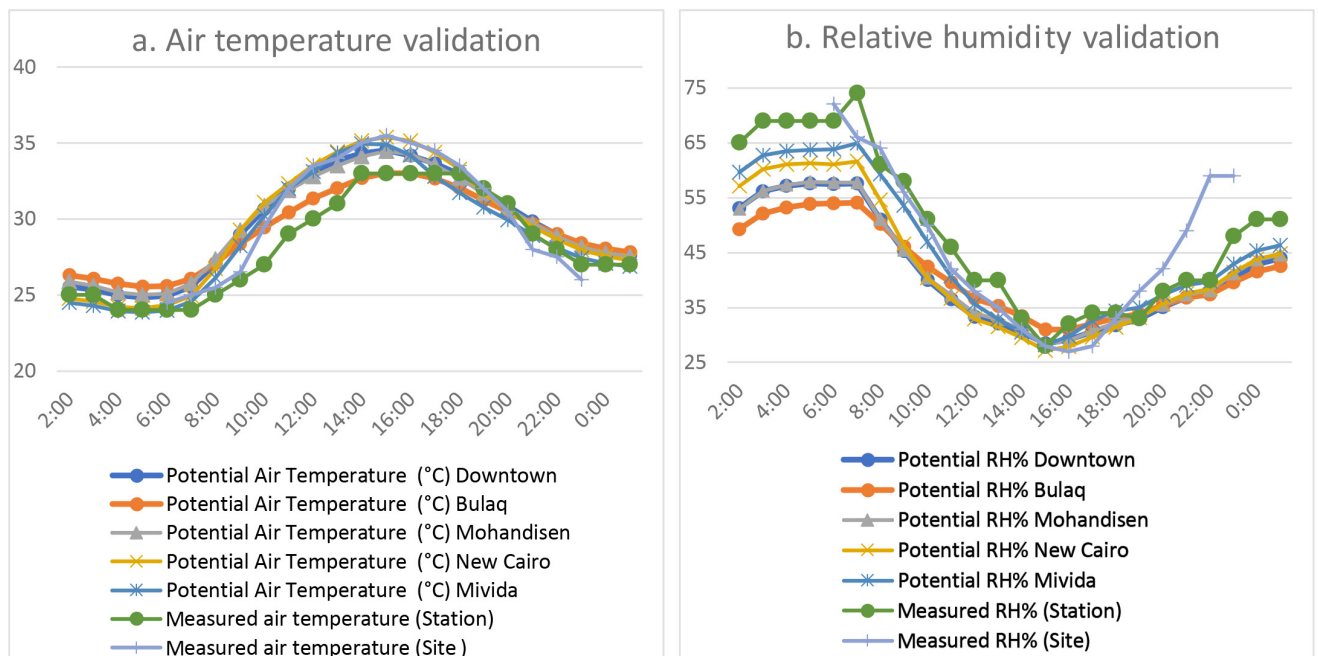 a. Air temperature validation
40
35
30
25
20
2:00 4:00 6:00 8:00 10:00 12:00 14:00 16:00 18:00 20:00 22:00 0:00
Potential Air Temperature (°C) Downtown
Potential Air Temperature (°C) Bulaq
Potential Air Temperature (°C) Mohandisen
Potential Air Temperature (°C) New Cairo
Potential Air Temperature (°C) Mivida
Measured air temperature (Station)
Measured air temperature (Site )
b. Relative humidity validation
75
65
55
45
35
25
2:00 4:00 6:00 8:00 10:00 12:00 14:00 16:00 18:00 20:00 22:00 0:00
Potential RH% Downtown
Potential RH% Bulaq
Potential RH% Mohandisen
Potential RH% New Cairo
Potential RH% Mivida
Measured RH% (Station)
Measured RH% (Site)